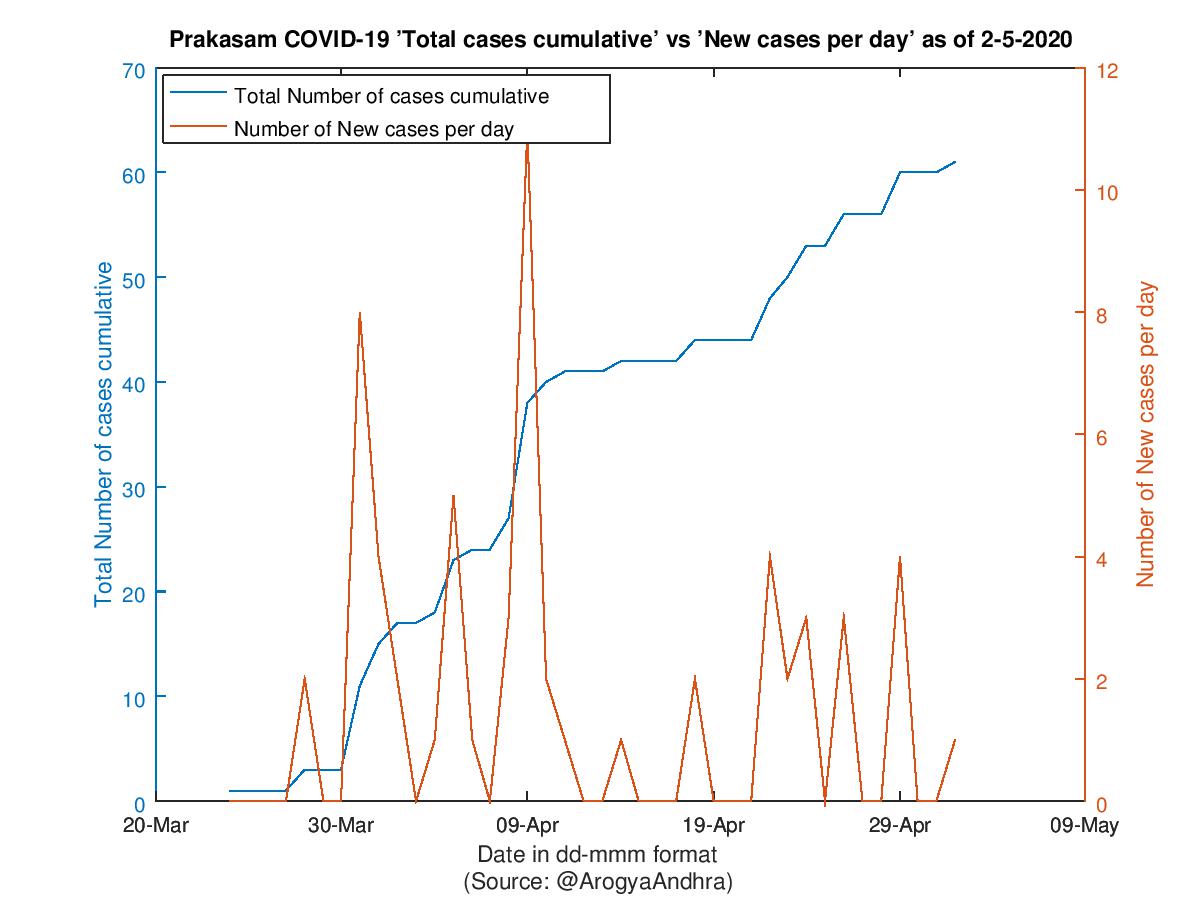 Prakasam COVID-19 ’Total cases cumulative’ vs ’New cases per day’ as of 2-5-2020
Total Number of cases cumulative
Number of New cases per day
70
60
50
40
30
20
10
0
Total Number of cases cumulative
12
10
8
6
4
2
0
Number of New cases per day
20-Mar 30-Mar 09-Apr 19-Apr 29-Apr 09-May
Date in dd-mmm format
(Source: @ArogyaAndhra)